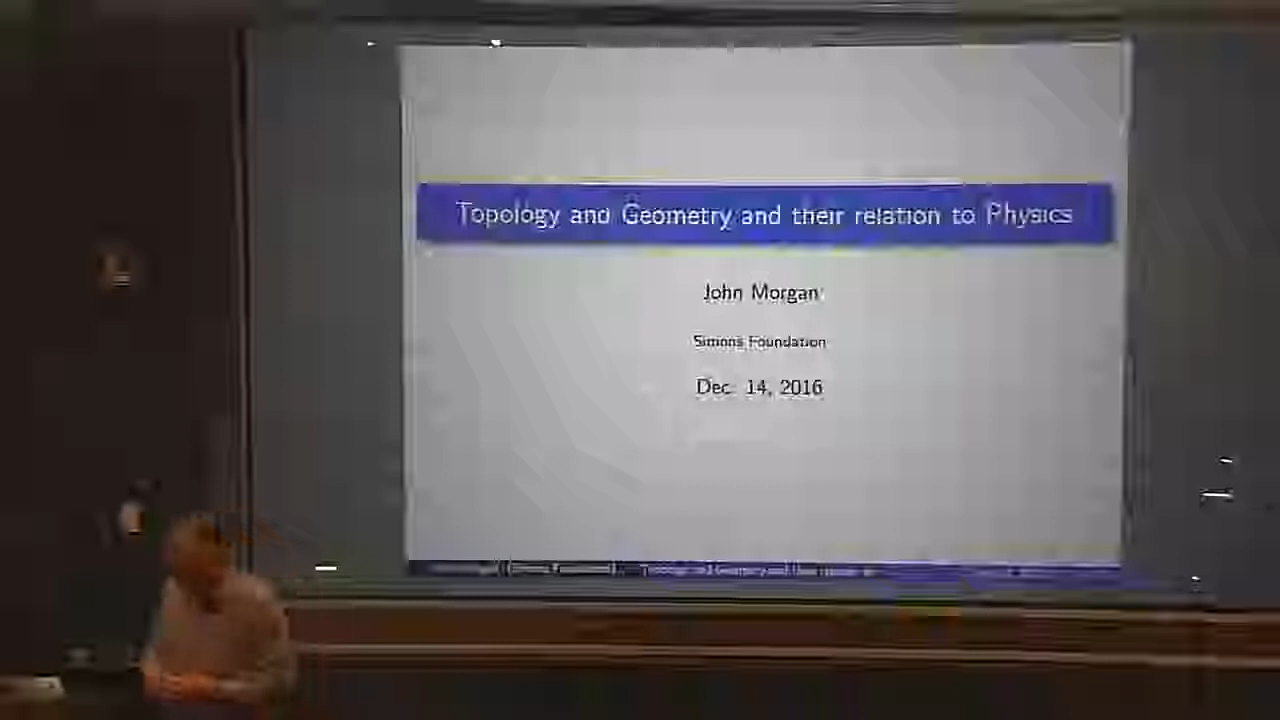 Topology and Geometry and their relation to Physics
John Morgan
Simons Foundation
Dec. 14, 2016